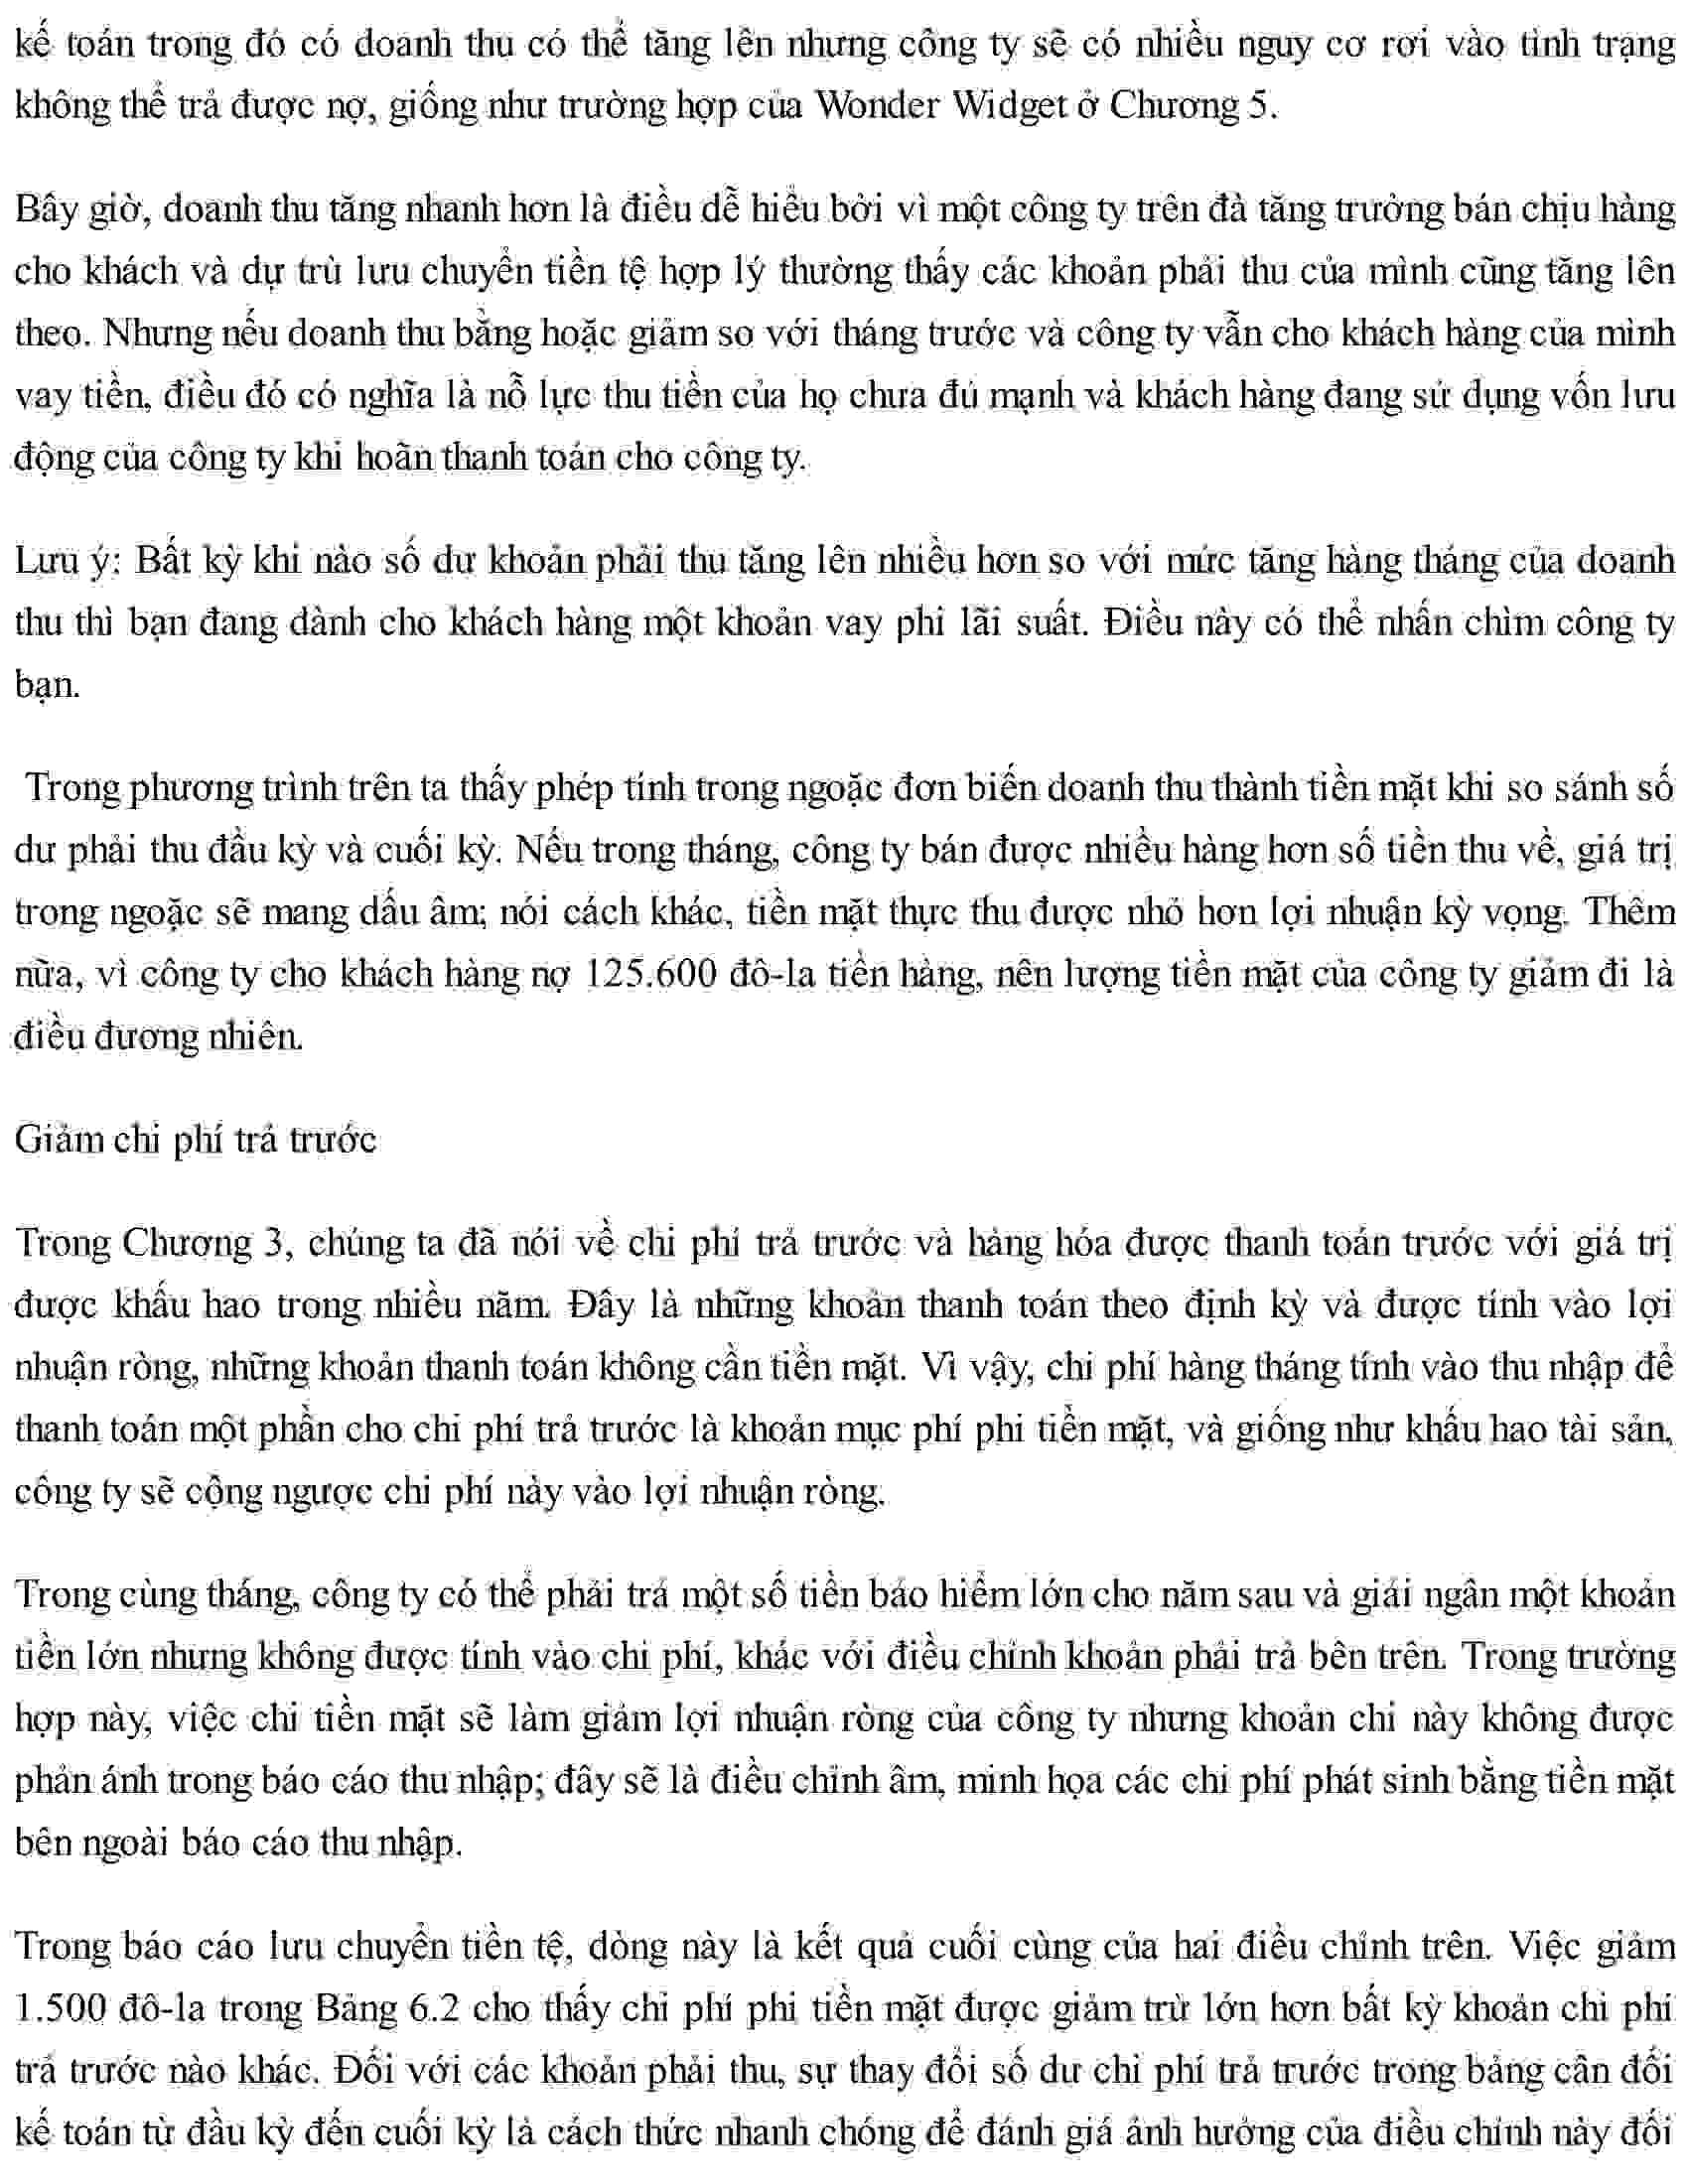 kế toán trong đó có doanh thu có thể tăng lên nhưng công ty sẽ có nhiều nguy cơ rơi vào tình trạng
không thể trả được nợ, giống như trường hợp của Wonder Widget ở Chương 5.
Bây giờ, doanh thu tăng nhanh hơn là điều dễ hiểu bởi vì một công ty trên đà tăng trưởng bán chịu hàng
cho khách và dự trù lưu chuyển tiền tệ hợp lý thường thấy các khoản phải thu của mình cũng tăng lên
theo. Nhưng nếu doanh thu bằng hoặc giảm so với tháng trước và công ty vẫn cho khách hàng của mình
vay tiền, điều đó có nghĩa là nỗ lực thu tiền của họ chưa đủ mạnh và khách hàng đang sử dụng vốn lưu
động của công ty khi hoãn thanh toán cho công ty.
Lưu ý: Bất kỳ khi nào số dư khoản phải thu tăng lên nhiều hơn so với mức tăng hàng tháng của doanh
thu thì bạn đang dành cho khách hàng một khoản vay phi lãi suất. Điều này có thể nhấn chìm công ty
bạn.
Trong phương trình trên ta thấy phép tính trong ngoặc đơn biến doanh thu thành tiền mặt khi so sánh số
dư phải thu đầu kỳ và cuối kỳ. Nếu trong tháng, công ty bán được nhiều hàng hơn số tiền thu về, giá trị
trong ngoặc sẽ mang dấu âm; nói cách khác, tiền mặt thực thu được nhỏ hơn lợi nhuận kỳ vọng. Thêm
nữa, vì công ty cho khách hàng nợ 125.600 đô-la tiền hàng, nên lượng tiền mặt của công ty giảm đi là
điều đương nhiên.
Giảm chi phí trả trước
Trong Chương 3, chúng ta đã nói về chi phí trả trước và hàng hóa được thanh toán trước với giá trị
được khấu hao trong nhiều năm. Đây là những khoản thanh toán theo định kỳ và được tính vào lợi
nhuận ròng, những khoản thanh toán không cần tiền mặt. Vì vậy, chi phí hàng tháng tính vào thu nhập để
thanh toán một phần cho chi phí trả trước là khoản mục phí phi tiền mặt, và giống như khấu hao tài sản,
công ty sẽ cộng ngược chi phí này vào lợi nhuận ròng.
Trong cùng tháng, công ty có thể phải trả một số tiền bảo hiểm lớn cho năm sau và giải ngân một khoản
tiền lớn nhưng không được tính vào chi phí, khác với điều chỉnh khoản phải trả bên trên. Trong trường
hợp này, việc chi tiền mặt sẽ làm giảm lợi nhuận ròng của công ty nhưng khoản chi này không được
phản ánh trong báo cáo thu nhập; đây sẽ là điều chỉnh âm, minh họa các chi phí phát sinh bằng tiền mặt
bên ngoài báo cáo thu nhập.
Trong báo cáo lưu chuyển tiền tệ, dòng này là kết quả cuối cùng của hai điều chỉnh trên. Việc giảm
1.500 đô-la trong Bảng 6.2 cho thấy chi phí phi tiền mặt được giảm trừ lớn hơn bất kỳ khoản chi phí
trả trước nào khác. Đối với các khoản phải thu, sự thay đổi số dư chi phí trả trước trong bảng cân đối
kế toán từ đầu kỳ đến cuối kỳ là cách thức nhanh chóng để đánh giá ảnh hưởng của điều chỉnh này đối